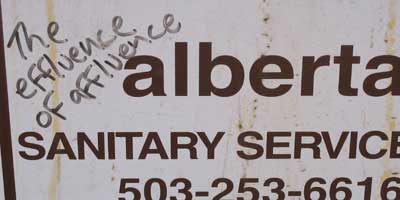 The
effluence
of affluence
alberta
SANITARY SERVICE
503-253-6616